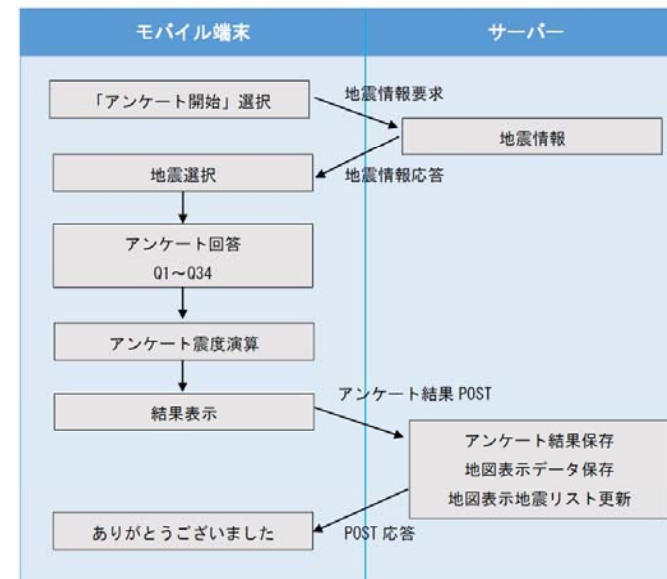 モバイル端末
サーバー
「アンケート開始」選択
地震情報要求
地震情報
地震選択
地震情報応答
アンケート回答
Q1～Q34
アンケート震度演算
結果表示
アンケート結果 POST
アンケート結果保存
地図表示データ保存
地図表示地震リスト更新
ありがとうございました
POST 応答